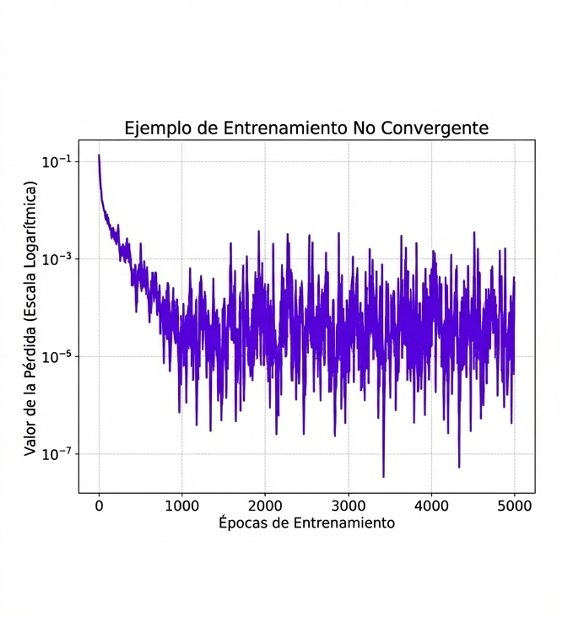 Ejemplo de Entrenamiento No Convergente
Valor de la Pérdida (Escala Logarítmica)
10⁻¹
10⁻³
10⁻⁵
10⁻⁷
0 1000 2000 3000 4000 5000
Épocas de Entrenamiento